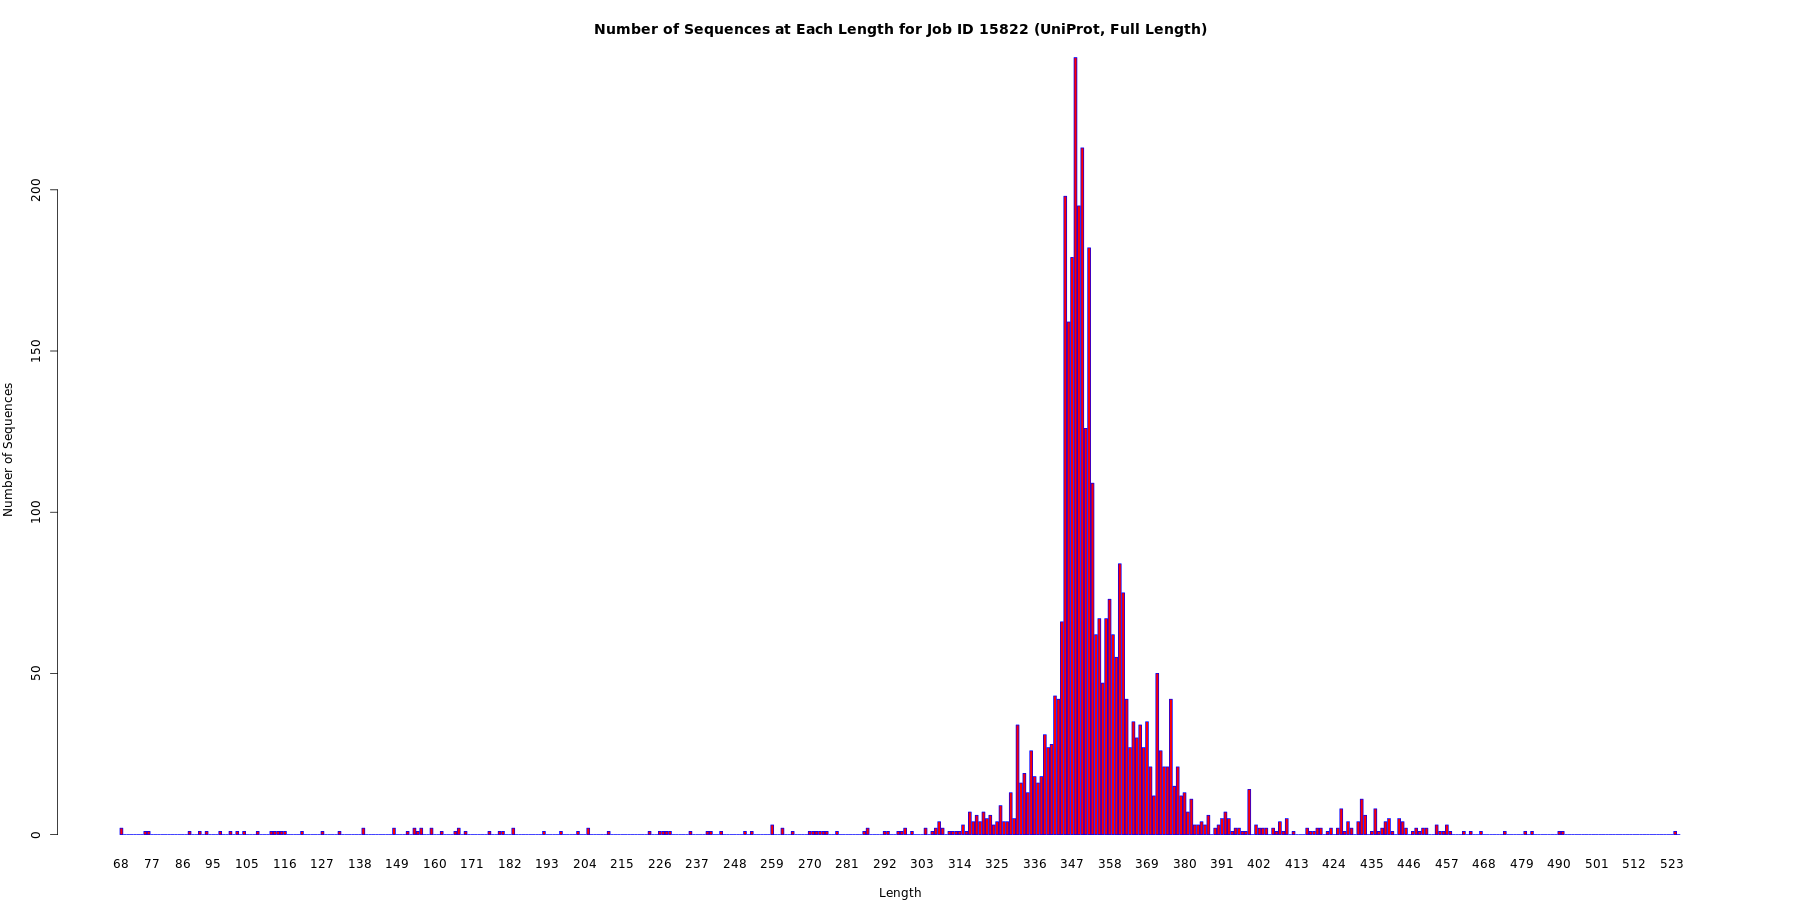 Number of Sequences at Each Length for Job ID 15822 (UniProt, Full Length)
Number of Sequences
200
150
100
50
0
68 77 86 95 105 116 127 138 149 160 171 182 193 204 215 226 237 248 259 270 281 292 303 314 325 336 347 358 369 380 391 402 413 424 435 446 457 468 479 490 501 512 523
Length